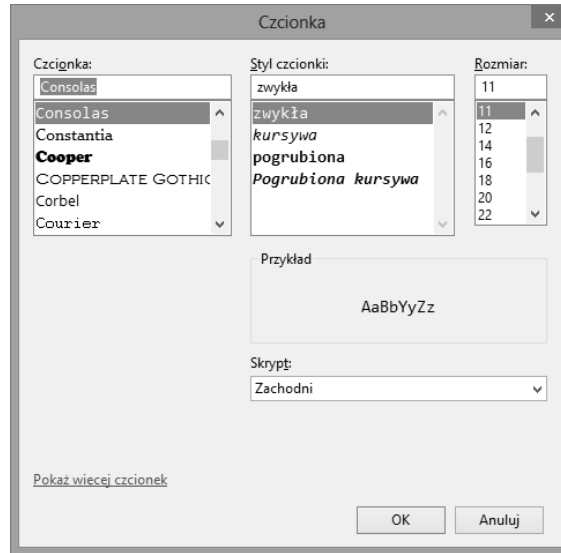 Czcionka
×
Czcionka:
Consolas
Consolas
Constantia
Cooper
COPPERPLATE GOTHIC
Corbel
Courier
Styl czcionki:
zwykła
zwykła
kursywa
pogrubiona
Pogrubiona kursywa
Rozmiar:
11
11
12
14
16
18
20
22
Przykład
AaBbYyZz
Skrypt:
Zachodni
Pokaż wiecej czcionek
OK
Anuluj